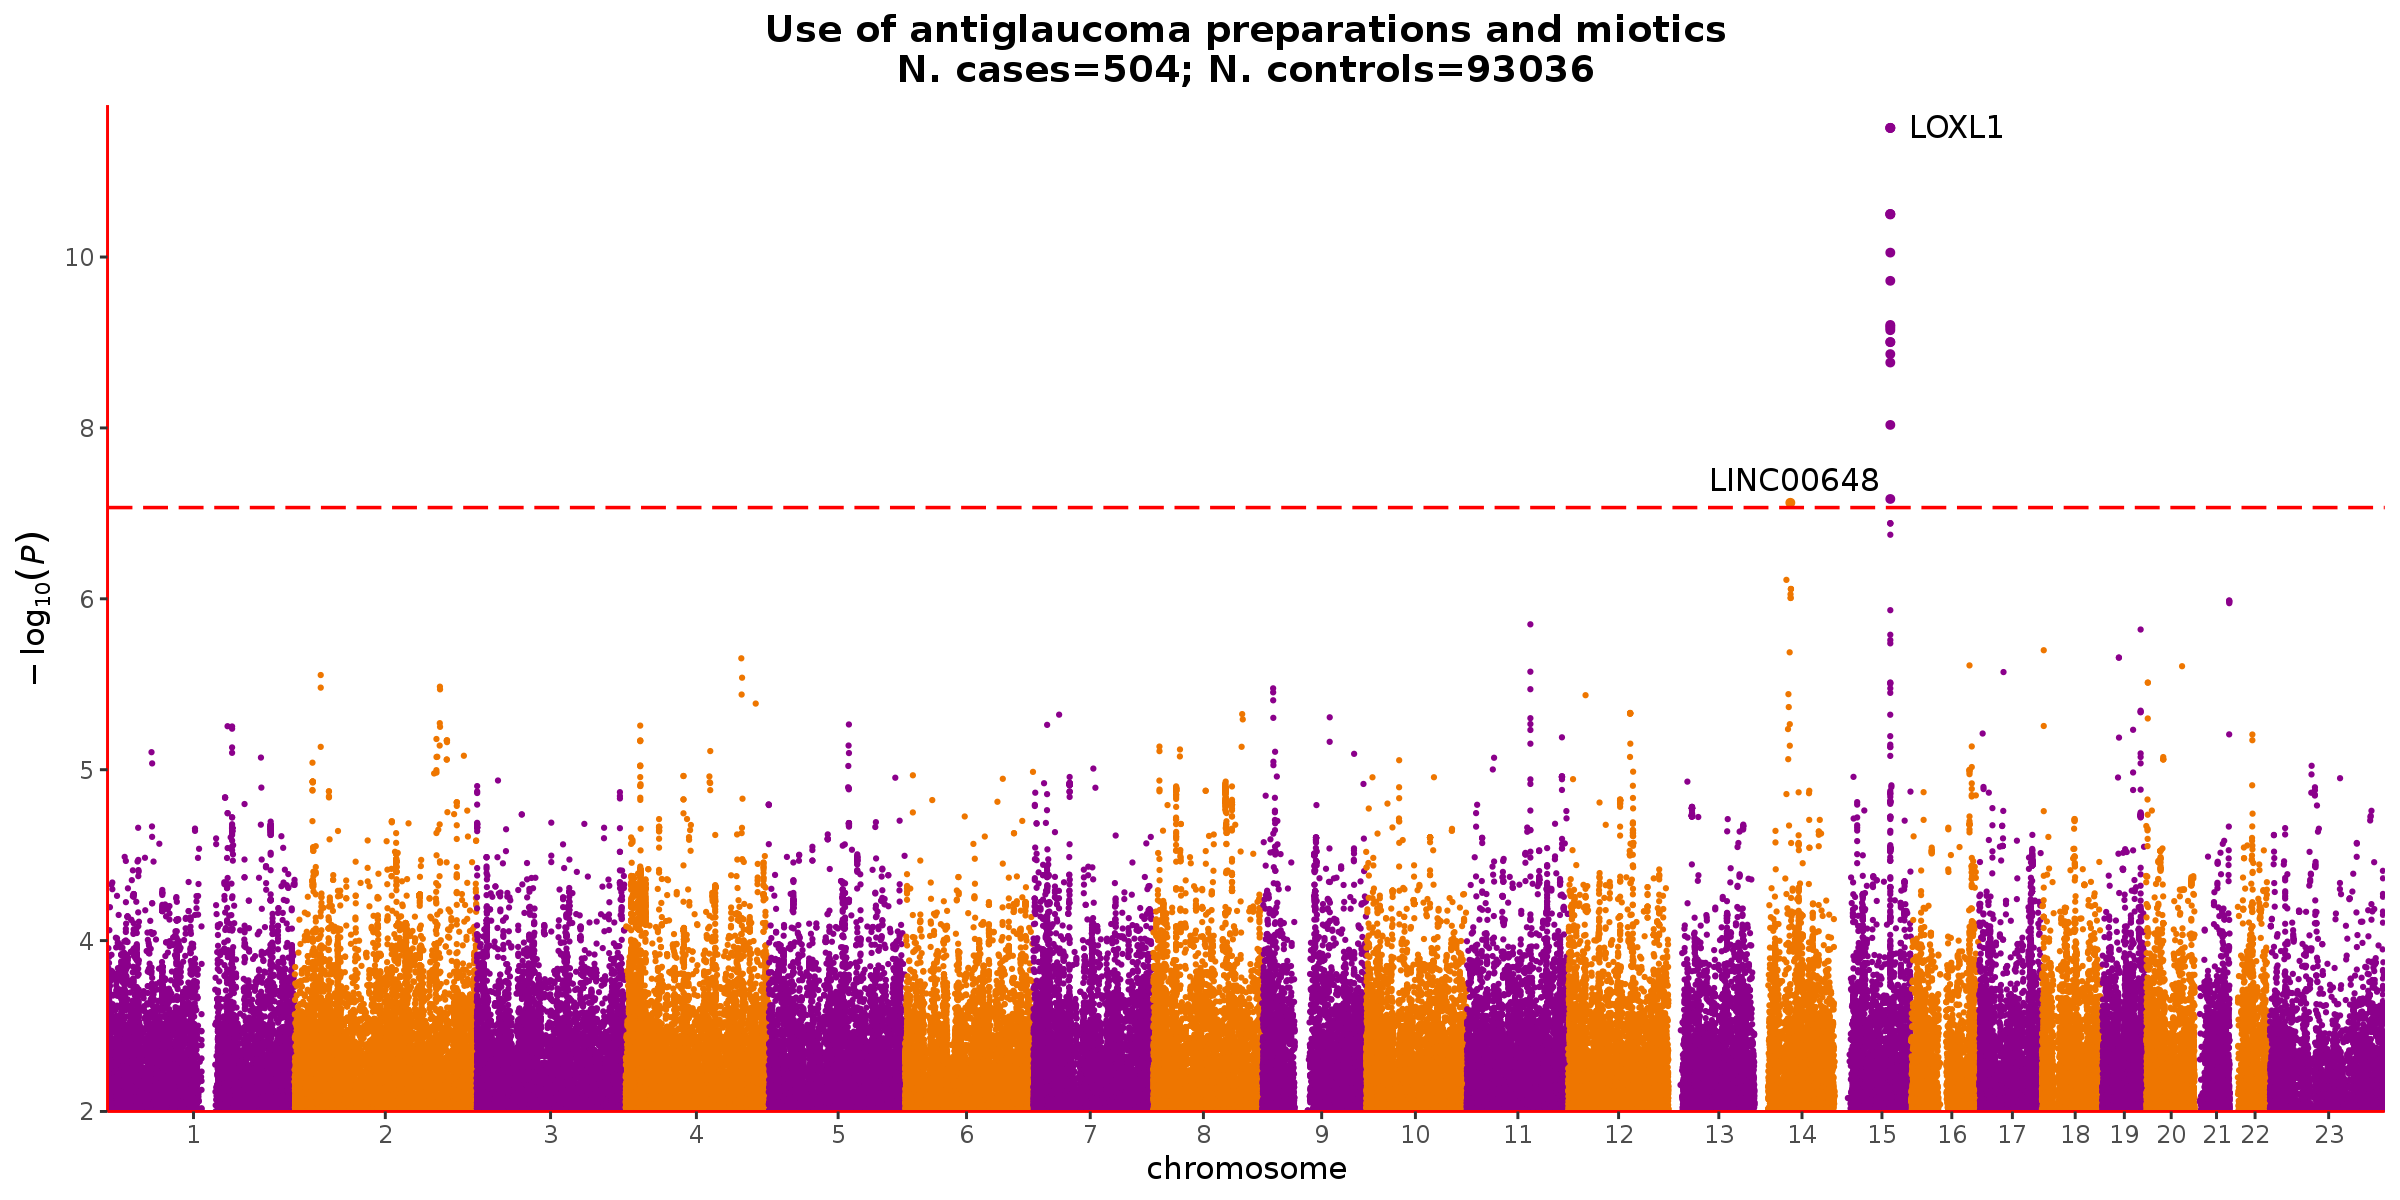 Use of antiglaucoma preparations and miotics
N. cases=504; N. controls=93036
LOXL1
10
8
LINC00648
6
5
4
2
−log10(P)
1 2 3 4 5 6 7 8 9 10 11 12 13 14 15 16 17 18 19 20 21 22 23
chromosome